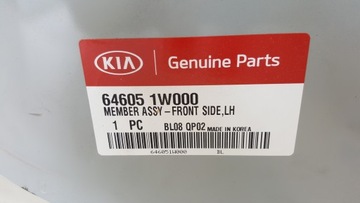 KIA Genuine Parts
64605 1W000
MEMBER ASSY-FRONT SIDE,LH
1 PC BL08 QP02 MADE IN KOREA
646051W000 BL